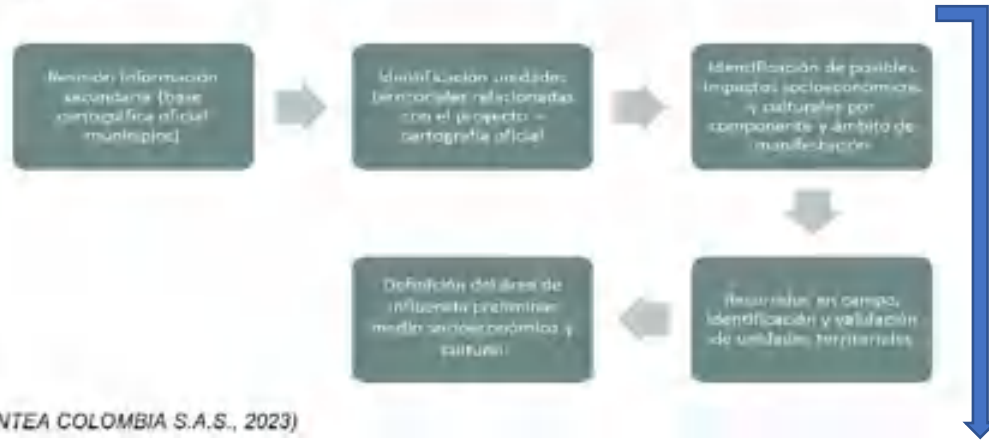 Revisión Información
secundaria (base
cartográfica oficial
municipios)
Identificación unidades
territoriales relacionadas
con el proyecto –
cartografía oficial
Identificación de posibles
impactos socioeconómicos
y culturales por
componente y ámbito de
manifestación
Recorridos en campo,
identificación y validación
de unidades territoriales
Definición del área de
influencia preliminar
medio socioeconómico y
cultural
NTEA COLOMBIA S.A.S., 2023)